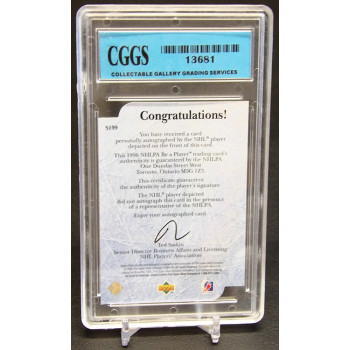 CGGS
13681
COLLECTABLE GALLERY GRADING SERVICES
S199
Congratulations!
You have received a card
personally autographed by the NHL® player
depicted on the front of this card.
This 1998 NHLPA Be a Player™ trading card's
authenticity is guaranteed by the NHLPA
One Dundas Street West
Toronto, Ontario M5G 1Z3.
This certificate guarantees
the authenticity of the player's signature
The NHL® player depicted
did not autograph this card in the presence
of a representative of the NHLPA
Enjoy your autographed card.
Ted Saskin
Senior Director Business Affairs and Licensing
NHL Players' Association